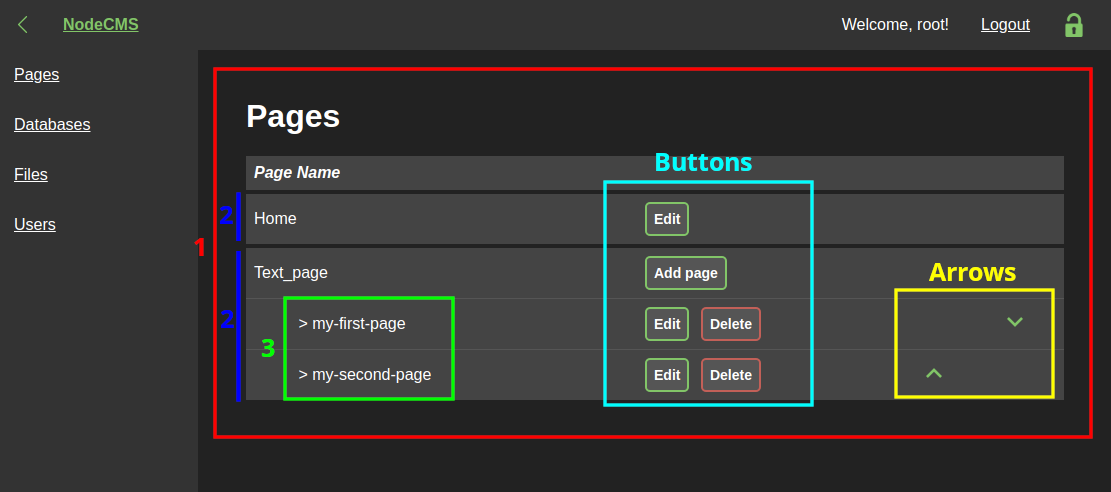 NodeCMS
Welcome, root!
Logout
Pages
Databases
Files
Users
Pages
Page Name
Buttons
2
Home
Edit
1
Text_page
Add page
Arrows
2
> my-first-page
Edit
Delete
3
> my-second-page
Edit
Delete